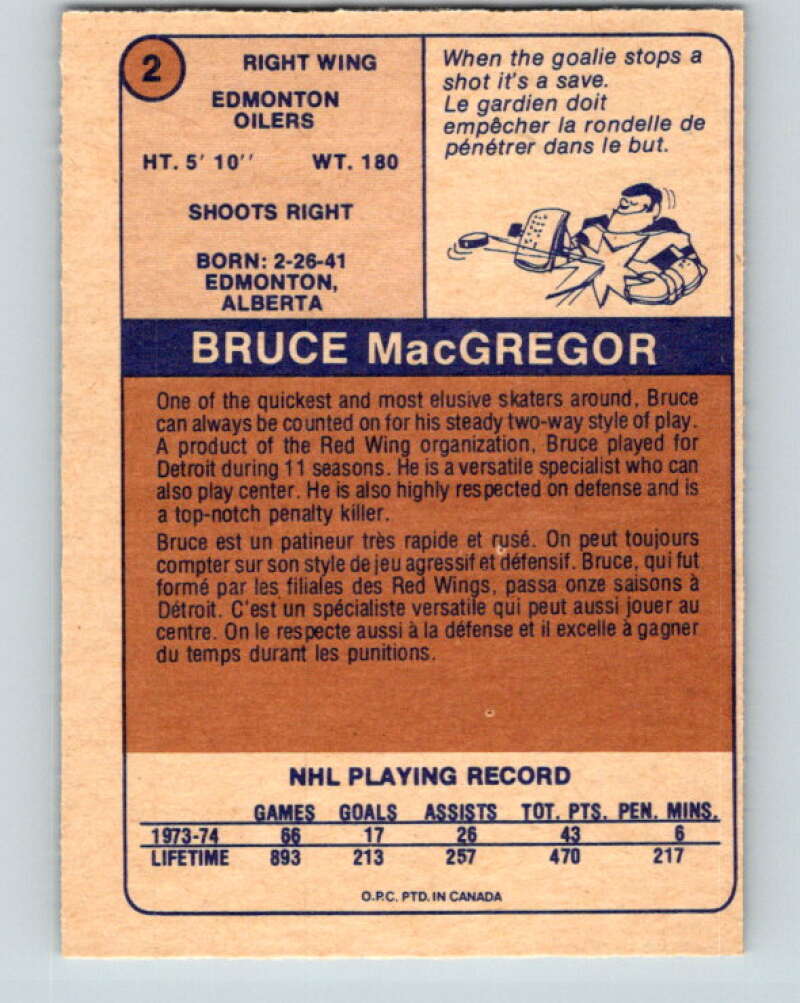 2
RIGHT WING
EDMONTON
OILERS
HT. 5' 10'' WT. 180
SHOOTS RIGHT
BORN: 2-26-41
EDMONTON,
ALBERTA
When the goalie stops a
shot it's a save.
Le gardien doit
empêcher la rondelle de
pénétrer dans le but.
BRUCE MacGREGOR
One of the quickest and most elusive skaters around, Bruce
can always be counted on for his steady two-way style of play.
A product of the Red Wing organization, Bruce played for
Detroit during 11 seasons. He is a versatile specialist who can
also play center. He is also highly respected on defense and is
a top-notch penalty killer.
Bruce est un patineur très rapide et rusé. On peut toujours
compter sur son style de jeu agressif et défensif. Bruce, qui fut
formé par les filiales des Red Wings, passa onze saisons à
Détroit. C'est un spécialiste versatile qui peut aussi jouer au
centre. On le respecte aussi à la défense et il excelle à gagner
du temps durant les punitions.
NHL PLAYING RECORD
GAMES GOALS ASSISTS TOT. PTS. PEN. MINS.
1973-74 66 17 26 43 6
LIFETIME 893 213 257 470 217
O.P.C. PTD. IN CANADA